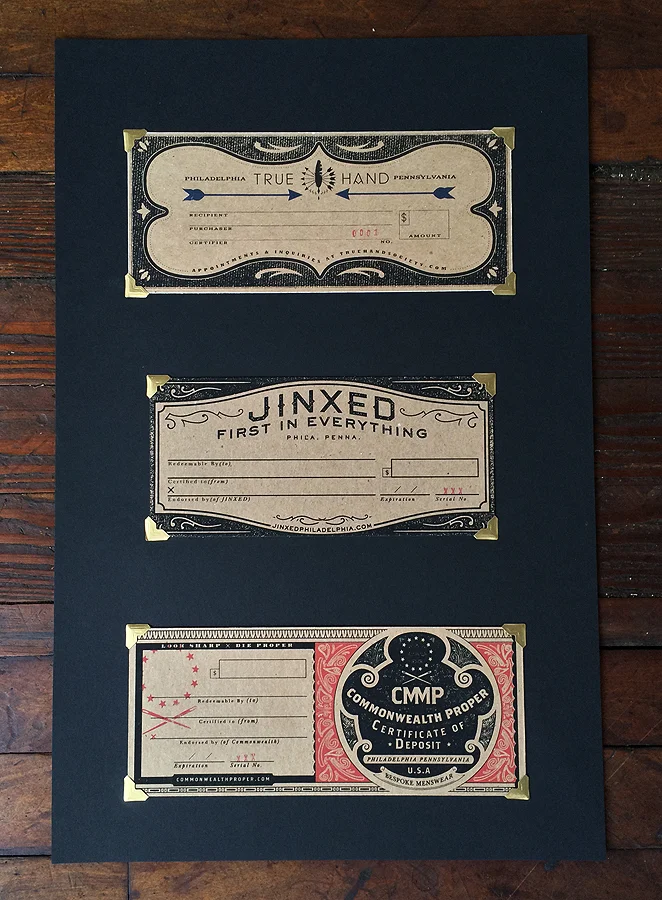 PHILADELPHIA TRUE HAND PENNSYLVANIA
RECIPIENT
PURCHASER
CERTIFIER NO.
$
AMOUNT
APPOINTMENTS & INQUIRIES AT TRUEHANDSOCIETY.COM
JINXED
FIRST IN EVERYTHING
PHILA. PENNA.
Redeemable By (to)
$
Certified to (from)
X
Endorsed by (of JINXED) Expiration Serial No
XXX
JINXEDPHILADELPHIA.COM
LOOM SHARP × DIE PROPER
$
Redeemable By (to)
Certified to (from)
Endorsed by (of Commonwealth)
X
Expiration Serial No.
COMMONWEALTHPROPER.COM
CMMP
COMMONWEALTH PROPER
CERTIFICATE OF
DEPOSIT
PHILADELPHIA PENNSYLVANIA
U.S.A
BESPOKE MENSWEAR